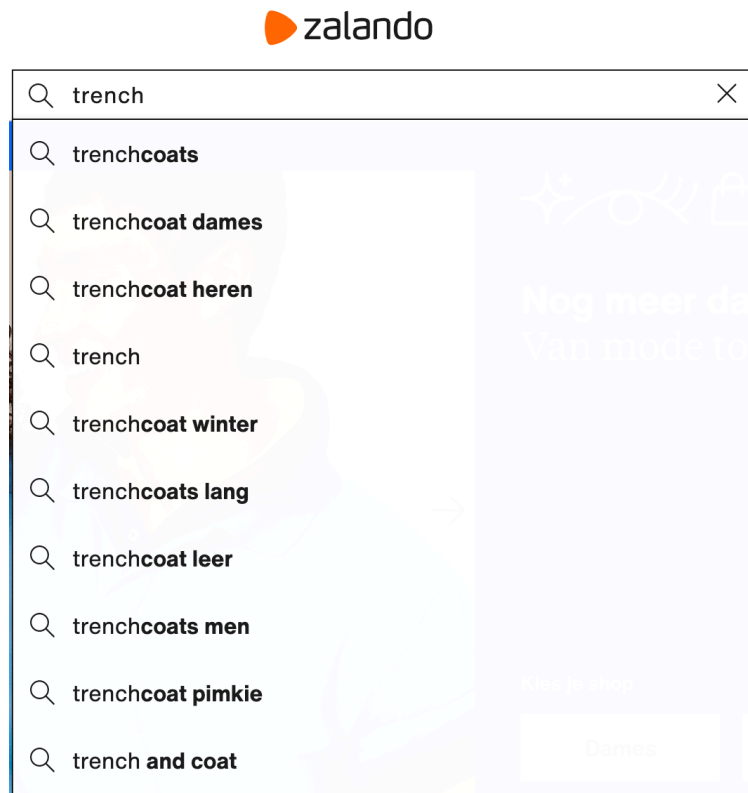 zalando
trench
trenchcoats
trenchcoat dames
trenchcoat heren
trench
trenchcoat winter
trenchcoats lang
trenchcoat leer
trenchcoats men
trenchcoat pimkie
trench and coat
Nog meer da
Van mode to
Kies je shop
Dames